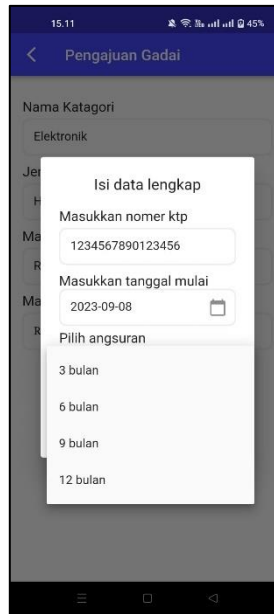 15.11
45%
Pengajuan Gadai
Nama Katagori
Elektronik
Isi data lengkap
Masukkan nomer ktp
1234567890123456
Masukkan tanggal mulai
2023-09-08
Pilih angsuran
3 bulan
6 bulan
9 bulan
12 bulan